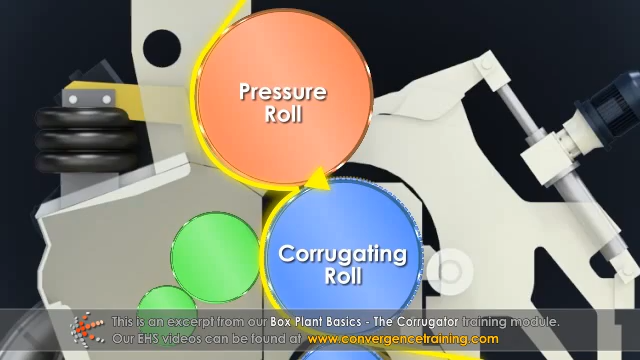 Pressure
Roll
Corrugating
Roll
This is an excerpt from our Box Plant Basics - The Corrugator training module.
Our EHS videos can be found at www.convergencetraining.com